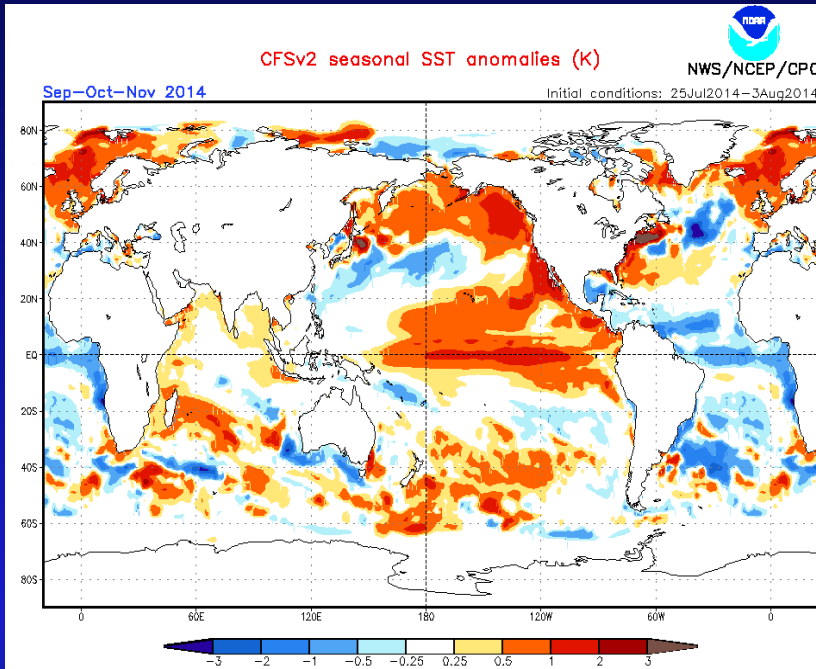 NOAA
CFSv2 seasonal SST anomalies (K)
NWS/NCEP/CPC
Sep-Oct-Nov 2014
Initial conditions: 25Jul2014-3Aug2014
80N
60N
40N
20N
EQ
20S
40S
60S
80S
0 60E 120E 180 120W 60W 0
-3 -2 -1 -0.5 -0.25 0.25 0.5 1 2 3